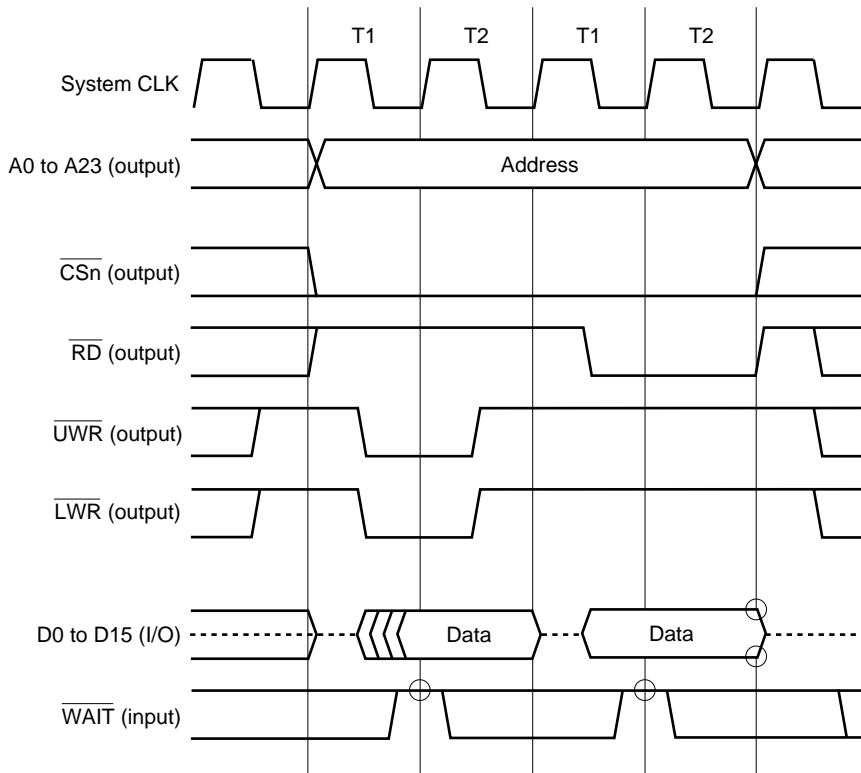 T1 T2 T1 T2
System CLK
A0 to A23 (output) Address
CSn (output)
RD (output)
UWR (output)
LWR (output)
D0 to D15 (I/O) Data Data
WAIT (input)